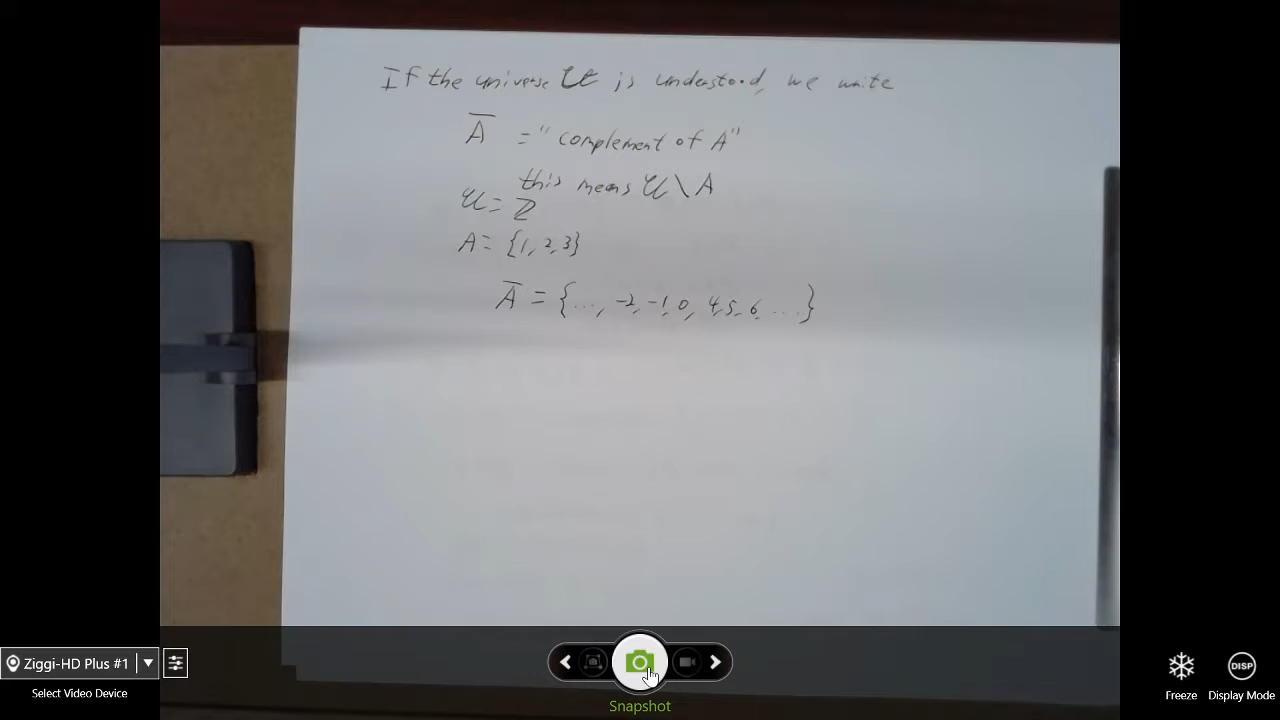 If the universe 𝒰 is understood, we write
A̅ = "complement of A"
this means 𝒰 \ A
𝒰 = ℤ
A = {1, 2, 3}
A̅ = {..., -2, -1, 0, 4, 5, 6, ...}
Ziggi-HD Plus #1
Select Video Device
Snapshot
Freeze
DISP
Display Mode